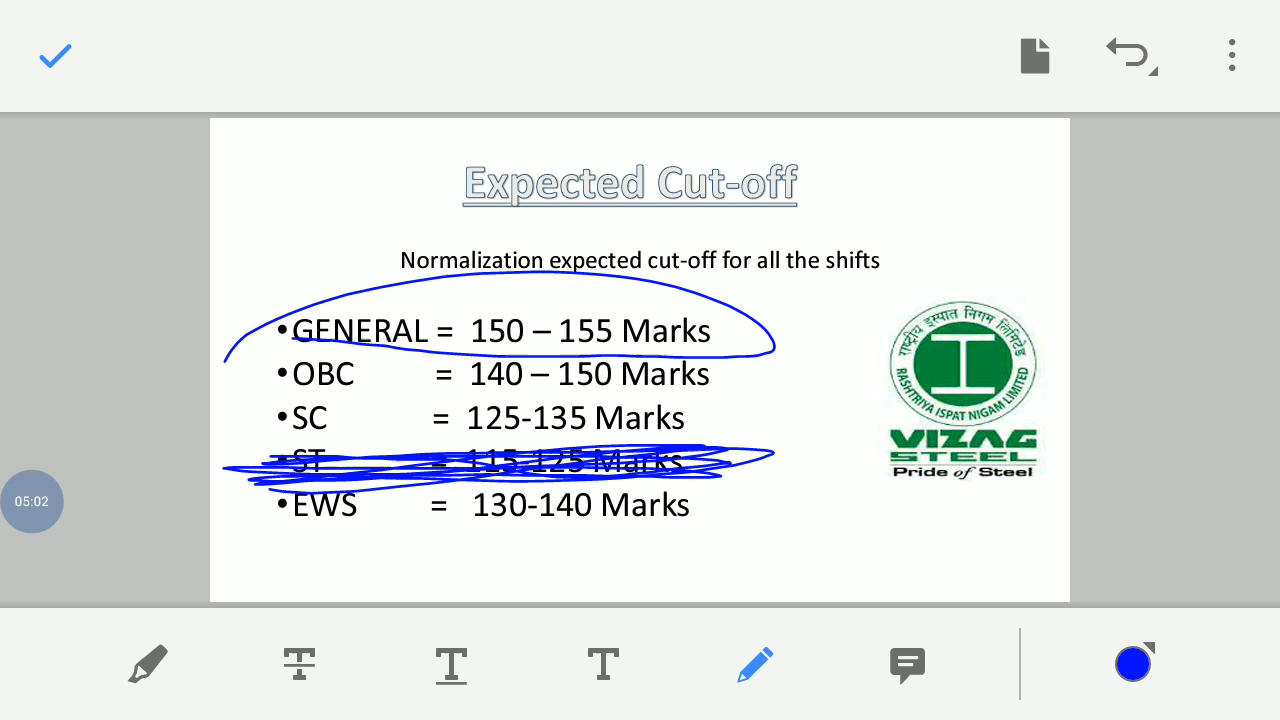 Expected Cut-off
Normalization expected cut-off for all the shifts
•GENERAL = 150 – 155 Marks
•OBC = 140 – 150 Marks
•SC = 125-135 Marks
•ST = 115-125 Marks
•EWS = 130-140 Marks
राष्ट्रीय इस्पात निगम लिमिटेड
RASHTRIYA ISPAT NIGAM LIMITED
VIZAG
STEEL
Pride of Steel
05:02
T
T
T